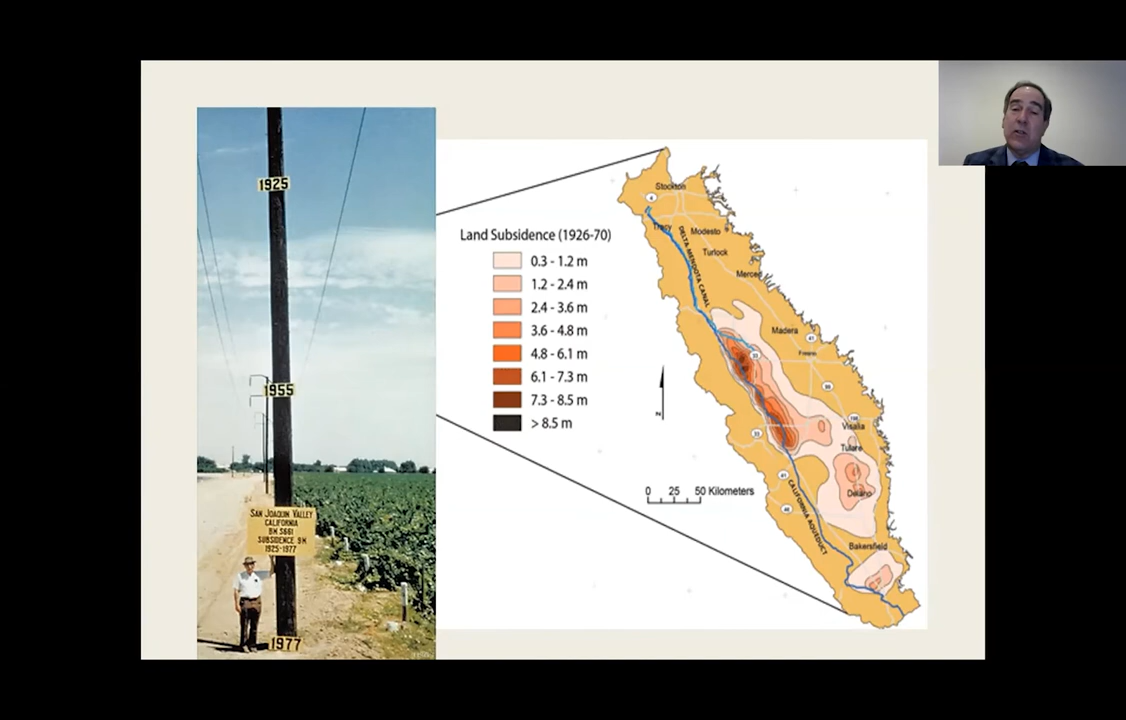 1925
1955
SAN JOAQUIN VALLEY
CALIFORNIA
BM S661
SUBSIDENCE 9M
1925-1977
1977
Land Subsidence (1926-70)
0.3 - 1.2 m
1.2 - 2.4 m
2.4 - 3.6 m
3.6 - 4.8 m
4.8 - 6.1 m
6.1 - 7.3 m
7.3 - 8.5 m
> 8.5 m
N
0 25 50 Kilometers
Stockton
Tracy
Modesto
DELTA MENDOTA CANAL
Turlock
Merced
Madera
Fresno
33
Visalia
Tulare
Delano
CALIFORNIA AQUEDUCT
Bakersfield